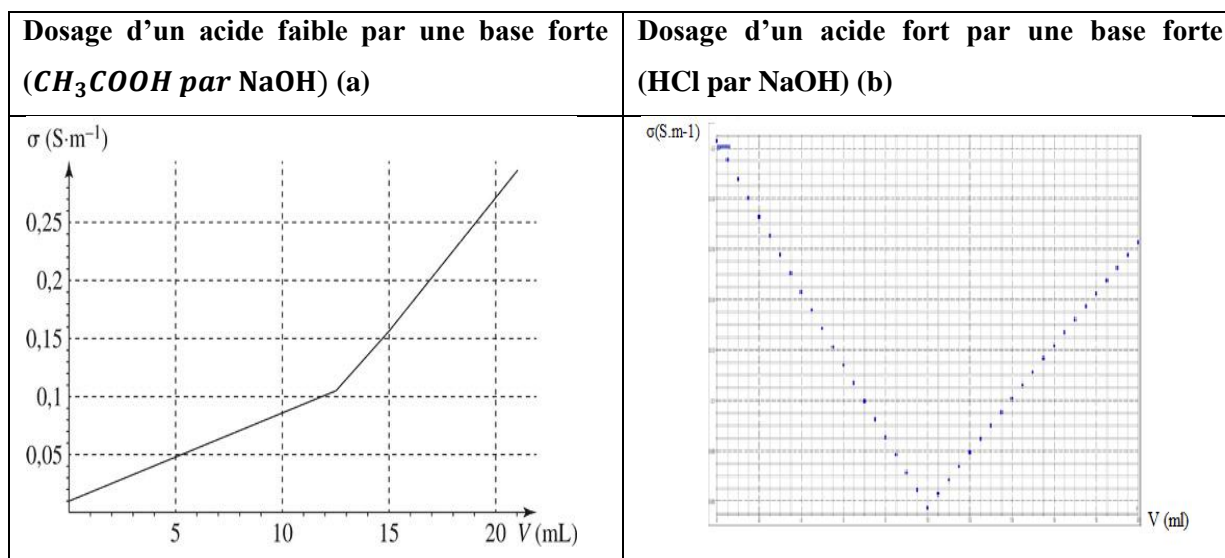 Dosage d’un acide faible par une base forte
(CH₃COOH par NaOH) (a)
Dosage d’un acide fort par une base forte
(HCl par NaOH) (b)
σ (S·m⁻¹)
0,25
0,2
0,15
0,1
0,05
5 10 15 20 V (mL)
σ(S.m-1)
V (ml)